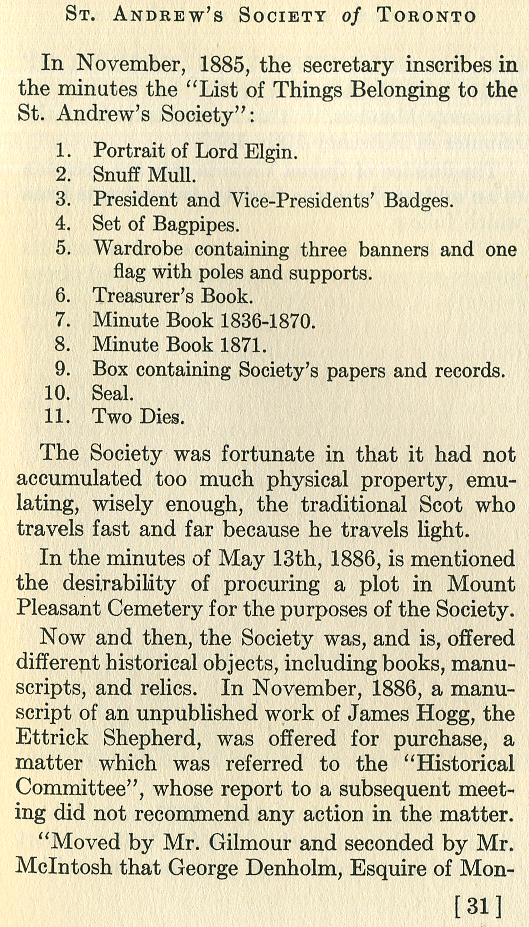 St. Andrew's Society of Toronto
In November, 1885, the secretary inscribes in
the minutes the “List of Things Belonging to the
St. Andrew's Society”:
1. Portrait of Lord Elgin.
2. Snuff Mull.
3. President and Vice-Presidents' Badges.
4. Set of Bagpipes.
5. Wardrobe containing three banners and one
flag with poles and supports.
6. Treasurer's Book.
7. Minute Book 1836-1870.
8. Minute Book 1871.
9. Box containing Society's papers and records.
10. Seal.
11. Two Dies.
The Society was fortunate in that it had not
accumulated too much physical property, emu-
lating, wisely enough, the traditional Scot who
travels fast and far because he travels light.
In the minutes of May 13th, 1886, is mentioned
the desirability of procuring a plot in Mount
Pleasant Cemetery for the purposes of the Society.
Now and then, the Society was, and is, offered
different historical objects, including books, manu-
scripts, and relics. In November, 1886, a manu-
script of an unpublished work of James Hogg, the
Ettrick Shepherd, was offered for purchase, a
matter which was referred to the “Historical
Committee”, whose report to a subsequent meet-
ing did not recommend any action in the matter.
“Moved by Mr. Gilmour and seconded by Mr.
McIntosh that George Denholm, Esquire of Mon-
[31]